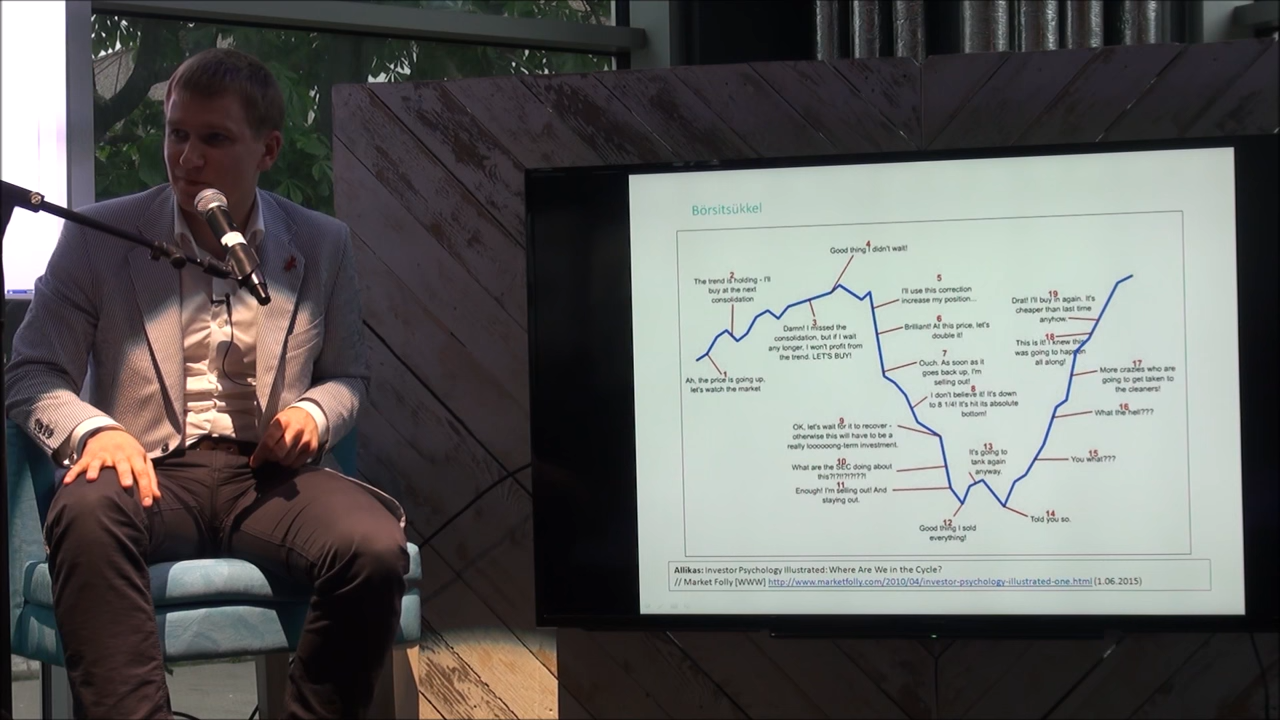 Börsitsükkel
4
Good thing I didn't wait!
2
The trend is holding - I'll
buy at the next
consolidation
3
Damn! I missed the
consolidation, but if I wait
any longer, I won't profit from
the trend. LET'S BUY!
1
Ah, the price is going up,
let's watch the market
5
I'll use this correction
increase my position...
6
Brilliant! At this price, let's
double it!
7
Ouch. As soon as it
goes back up, I'm
selling out!
8
I don't believe it! It's down
to 8 1/4! It's hit its absolute
bottom!
9
OK, let's wait for it to recover -
otherwise this will have to be a
really looooooong-term investment.
10
What are the SEC doing about
this?!?!!?!?!??!
11
Enough! I'm selling out! And
staying out.
12
Good thing I sold
everything!
13
It's going to
tank again
anyway.
14
Told you so.
15
You what???
16
What the hell???
17
More crazies who are
going to get taken to
the cleaners!
18
This is it! I knew this
was going to happen
all along!
19
Drat! I'll buy in again. It's
cheaper than last time
anyhow.
Allikas: Investor Psychology Illustrated: Where Are We in the Cycle?
// Market Folly [WWW] http://www.marketfolly.com/2010/04/investor-psychology-illustrated-one.html (1.06.2015)